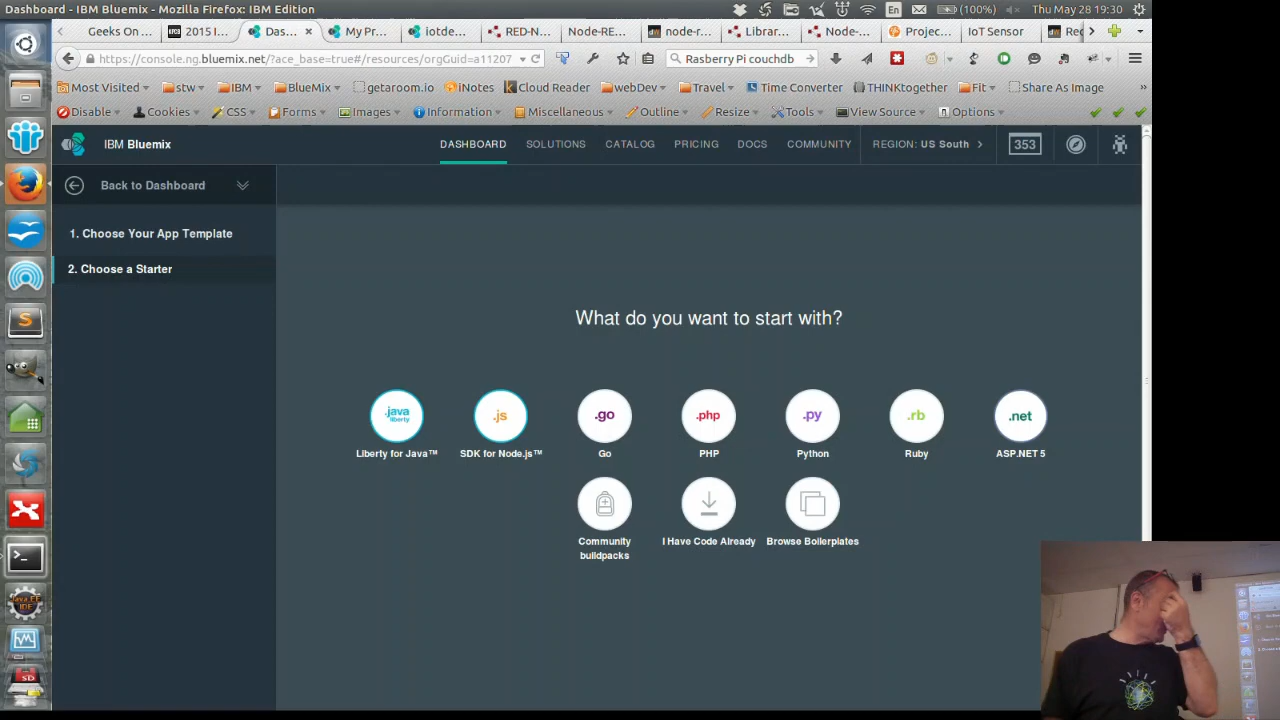 Dashboard - IBM Bluemix - Mozilla Firefox: IBM Edition
En
(100%)
Thu May 28 19:30
Geeks On ...
2015 I...
Das...
My Pr...
iotde...
RED-N...
Node-RE...
node-r...
Librar...
Node-...
Projec...
IoT Sensor
https://console.ng.bluemix.net/?ace_base=true#/resources/orgGuid=a11207
Rasberry Pi couchdb
Most Visited
stw
IBM
BlueMix
getaroom.io
iNotes
Cloud Reader
webDev
Travel
Time Converter
THINKtogether
Fit
Share As Image
Disable
Cookies
CSS
Forms
Images
Information
Miscellaneous
Outline
Resize
Tools
View Source
Options
IBM Bluemix
DASHBOARD
SOLUTIONS
CATALOG
PRICING
DOCS
COMMUNITY
REGION: US South
353
Back to Dashboard
1. Choose Your App Template
2. Choose a Starter
What do you want to start with?
.java
liberty
.js
.go
.php
.py
.rb
.net
Liberty for Java™
SDK for Node.js™
Go
PHP
Python
Ruby
ASP.NET 5
Community
buildpacks
I Have Code Already
Browse Boilerplates